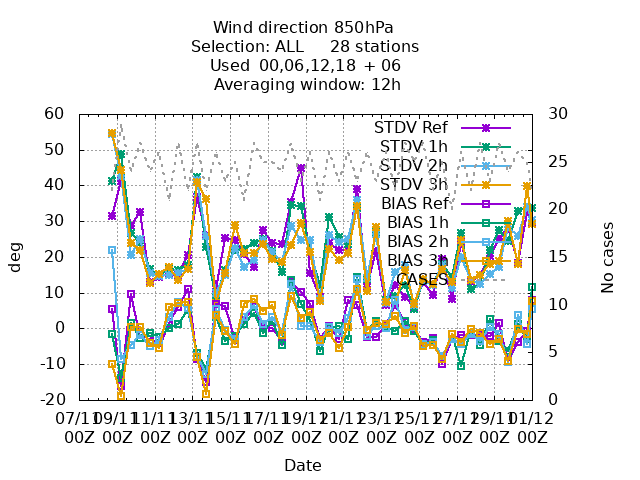 Wind direction 850hPa
Selection: ALL 28 stations
Used 00,06,12,18 + 06
Averaging window: 12h
60
50
40
30
20
10
0
-10
-20
deg
30
25
20
15
10
5
0
No cases
STDV Ref
STDV 1h
STDV 2h
STDV 3h
BIAS Ref
BIAS 1h
BIAS 2h
BIAS 3h
CASES
07/11 09/11 11/11 13/11 15/11 17/11 19/11 21/11 23/11 25/11 27/11 29/11 01/12
00Z 00Z 00Z 00Z 00Z 00Z 00Z 00Z 00Z 00Z 00Z 00Z 00Z
Date